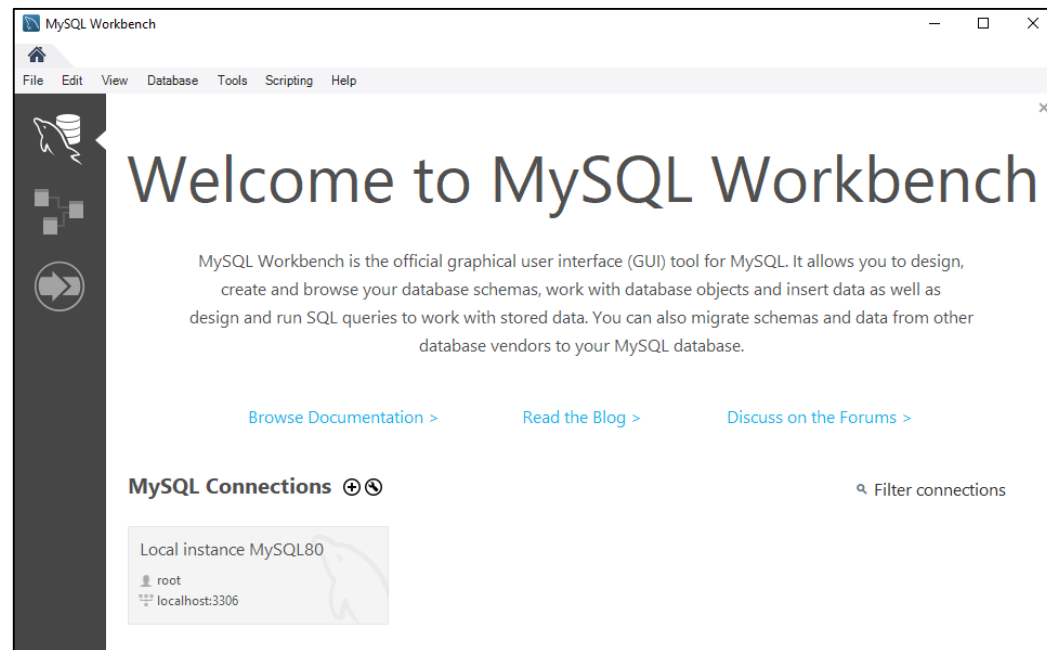 MySQL Workbench
File Edit View Database Tools Scripting Help
Welcome to MySQL Workbench
MySQL Workbench is the official graphical user interface (GUI) tool for MySQL. It allows you to design,
create and browse your database schemas, work with database objects and insert data as well as
design and run SQL queries to work with stored data. You can also migrate schemas and data from other
database vendors to your MySQL database.
Browse Documentation > Read the Blog > Discuss on the Forums >
MySQL Connections Filter connections
Local instance MySQL80
root
localhost:3306